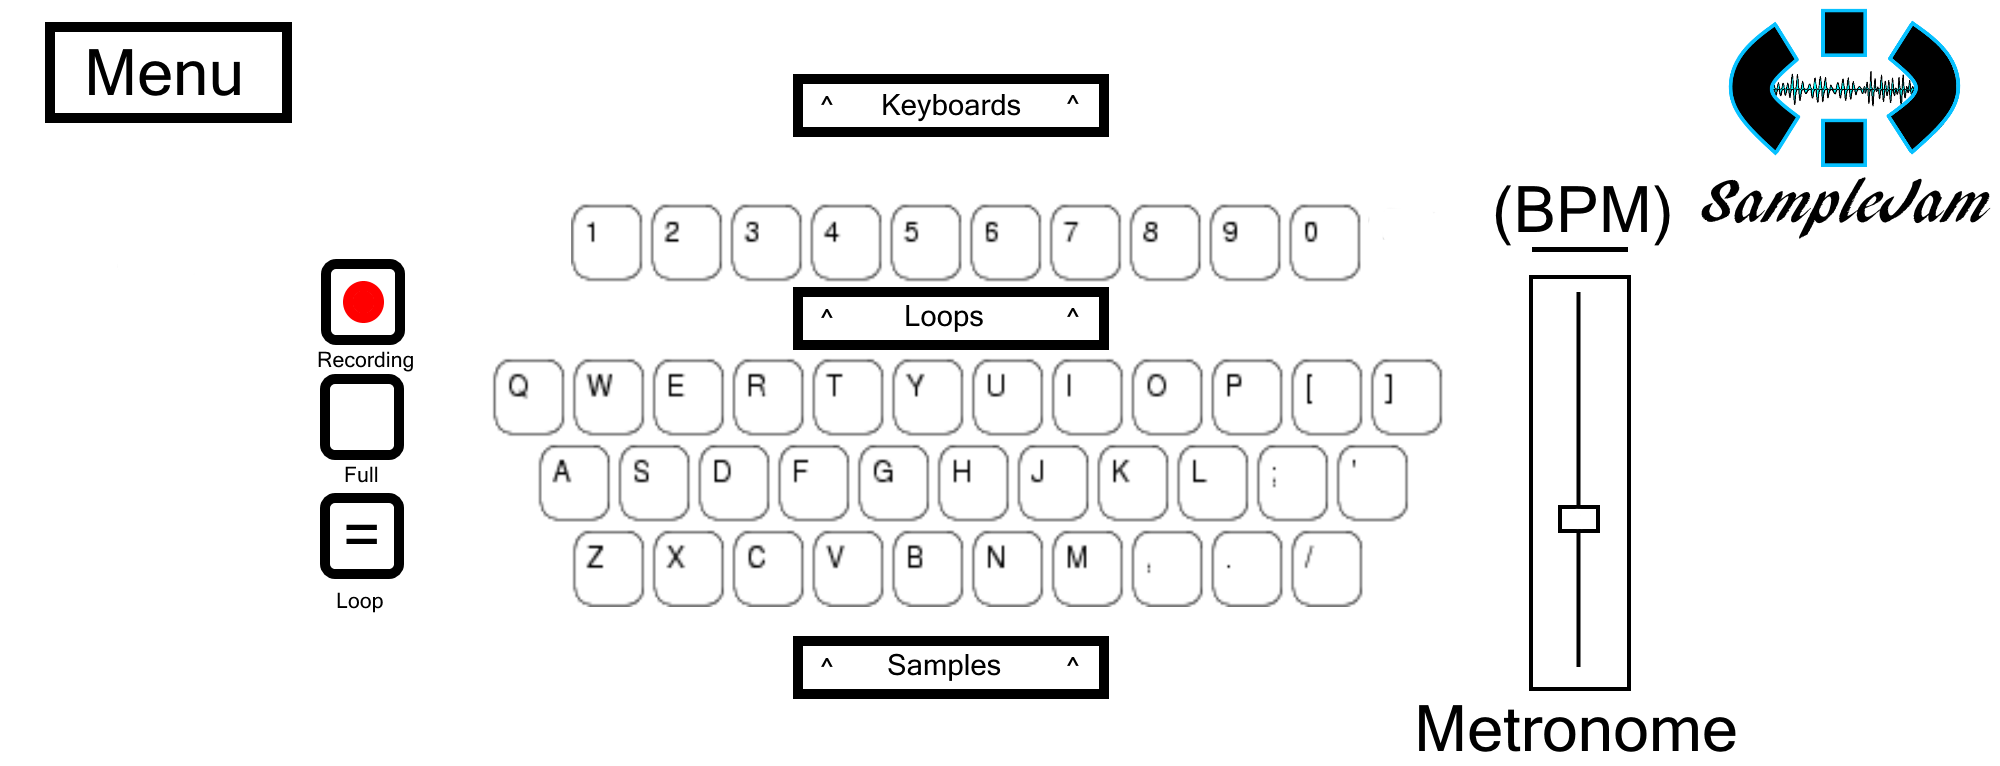 Menu
^ Keyboards ^
SampleJam
(BPM)
1 2 3 4 5 6 7 8 9 0
^ Loops ^
Recording
Q W E R T Y U I O P [ ]
Full
A S D F G H J K L ; '
=
Z X C V B N M , . /
Loop
^ Samples ^
Metronome